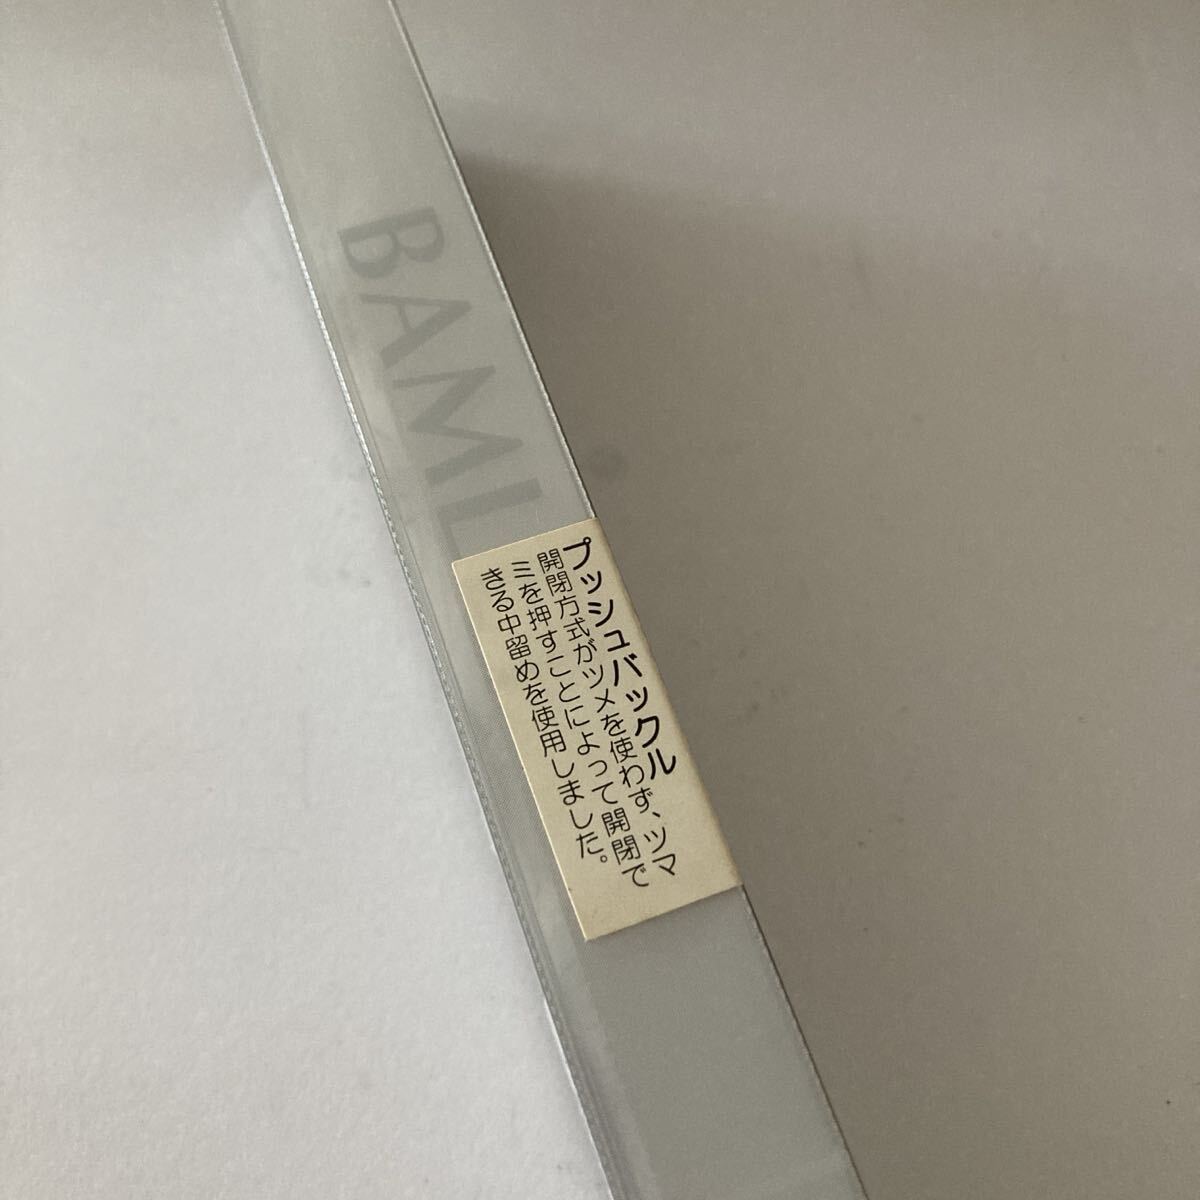 BAM
プッシュバックル
開閉方式がツメを使わず、ツマ
ミを押すことによって開閉で
きる中留めを使用しました。